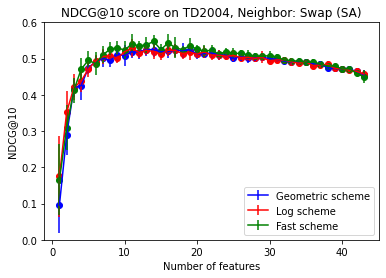 NDCG@10 score on TD2004, Neighbor: Swap (SA)
0.6
0.5
0.4
0.3
0.2
0.1
0.0
NDCG@10
Geometric scheme
Log scheme
Fast scheme
0 10 20 30 40
Number of features